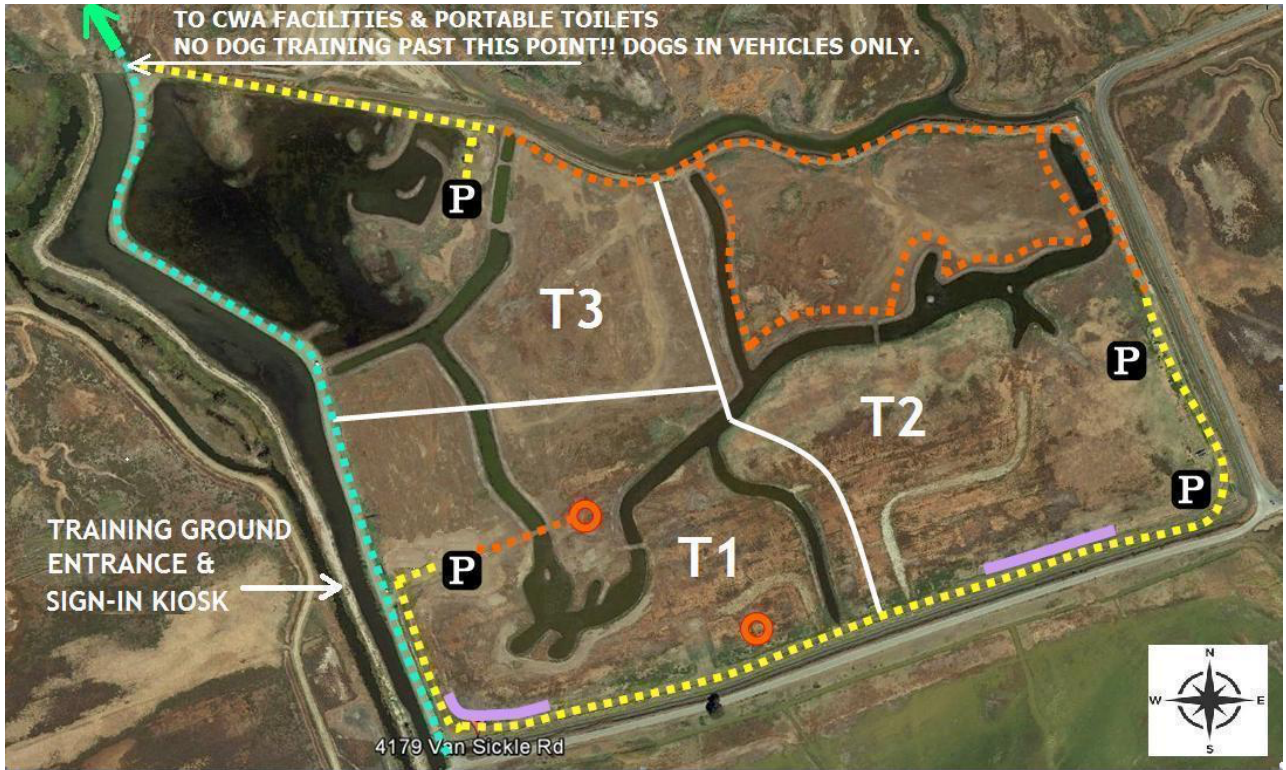 TO CWA FACILITIES & PORTABLE TOILETS
NO DOG TRAINING PAST THIS POINT!! DOGS IN VEHICLES ONLY.
P
T3
P
T2
P
TRAINING GROUND
ENTRANCE &
SIGN-IN KIOSK
P
T1
4179 Van Sickle Rd
N
W E
S